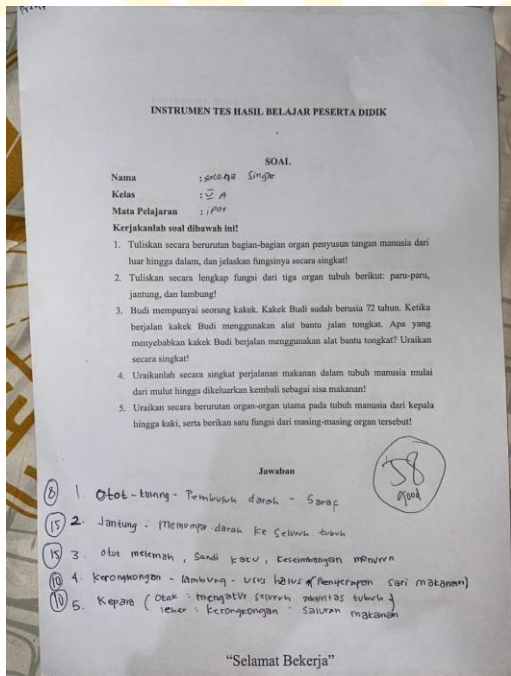 INSTRUMEN TES HASIL BELAJAR PESERTA DIDIK
SOAL
Nama : Siregar
Kelas : V A
Mata Pelajaran : ipas
Kerjakanlah soal dibawah ini!
1. Tuliskan secara berurutan bagian-bagian organ penyusun tangan manusia dari
luar hingga dalam, dan jelaskan fungsinya secara singkat!
2. Tuliskan secara lengkap fungsi dari tiga organ tubuh berikut: paru-paru,
jantung, dan lambung!
3. Budi mempunyai seorang kakek. Kakek Budi sudah berusia 72 tahun. Ketika
berjalan kakek Budi menggunakan alat bantu jalan tongkat. Apa yang
menyebabkan kakek Budi berjalan menggunakan alat bantu tongkat? Uraikan
secara singkat!
4. Uraikanlah secara singkat perjalanan makanan dalam tubuh manusia mulai
dari mulut hingga dikeluarkan kembali sebagai sisa makanan!
5. Uraikan secara berurutan organ-organ utama pada tubuh manusia dari kepala
hingga kaki, serta berikan satu fungsi dari masing-masing organ tersebut!
Jawaban
58
good
8 1. Otot - tulang - Pembuluh darah - Saraf
15 2. Jantung : Memompa darah ke seluruh tubuh
15 3. otot melemah, Sendi kaku, keseimbangan menurun
10 4. kerongkongan - lambung - usus halus (Penyerapan sari makanan)
10 5. Kepala ( Otak : mengatur seluruh aktivitas tubuh )
leher : kerongkongan - saluran makanan
"Selamat Bekerja"